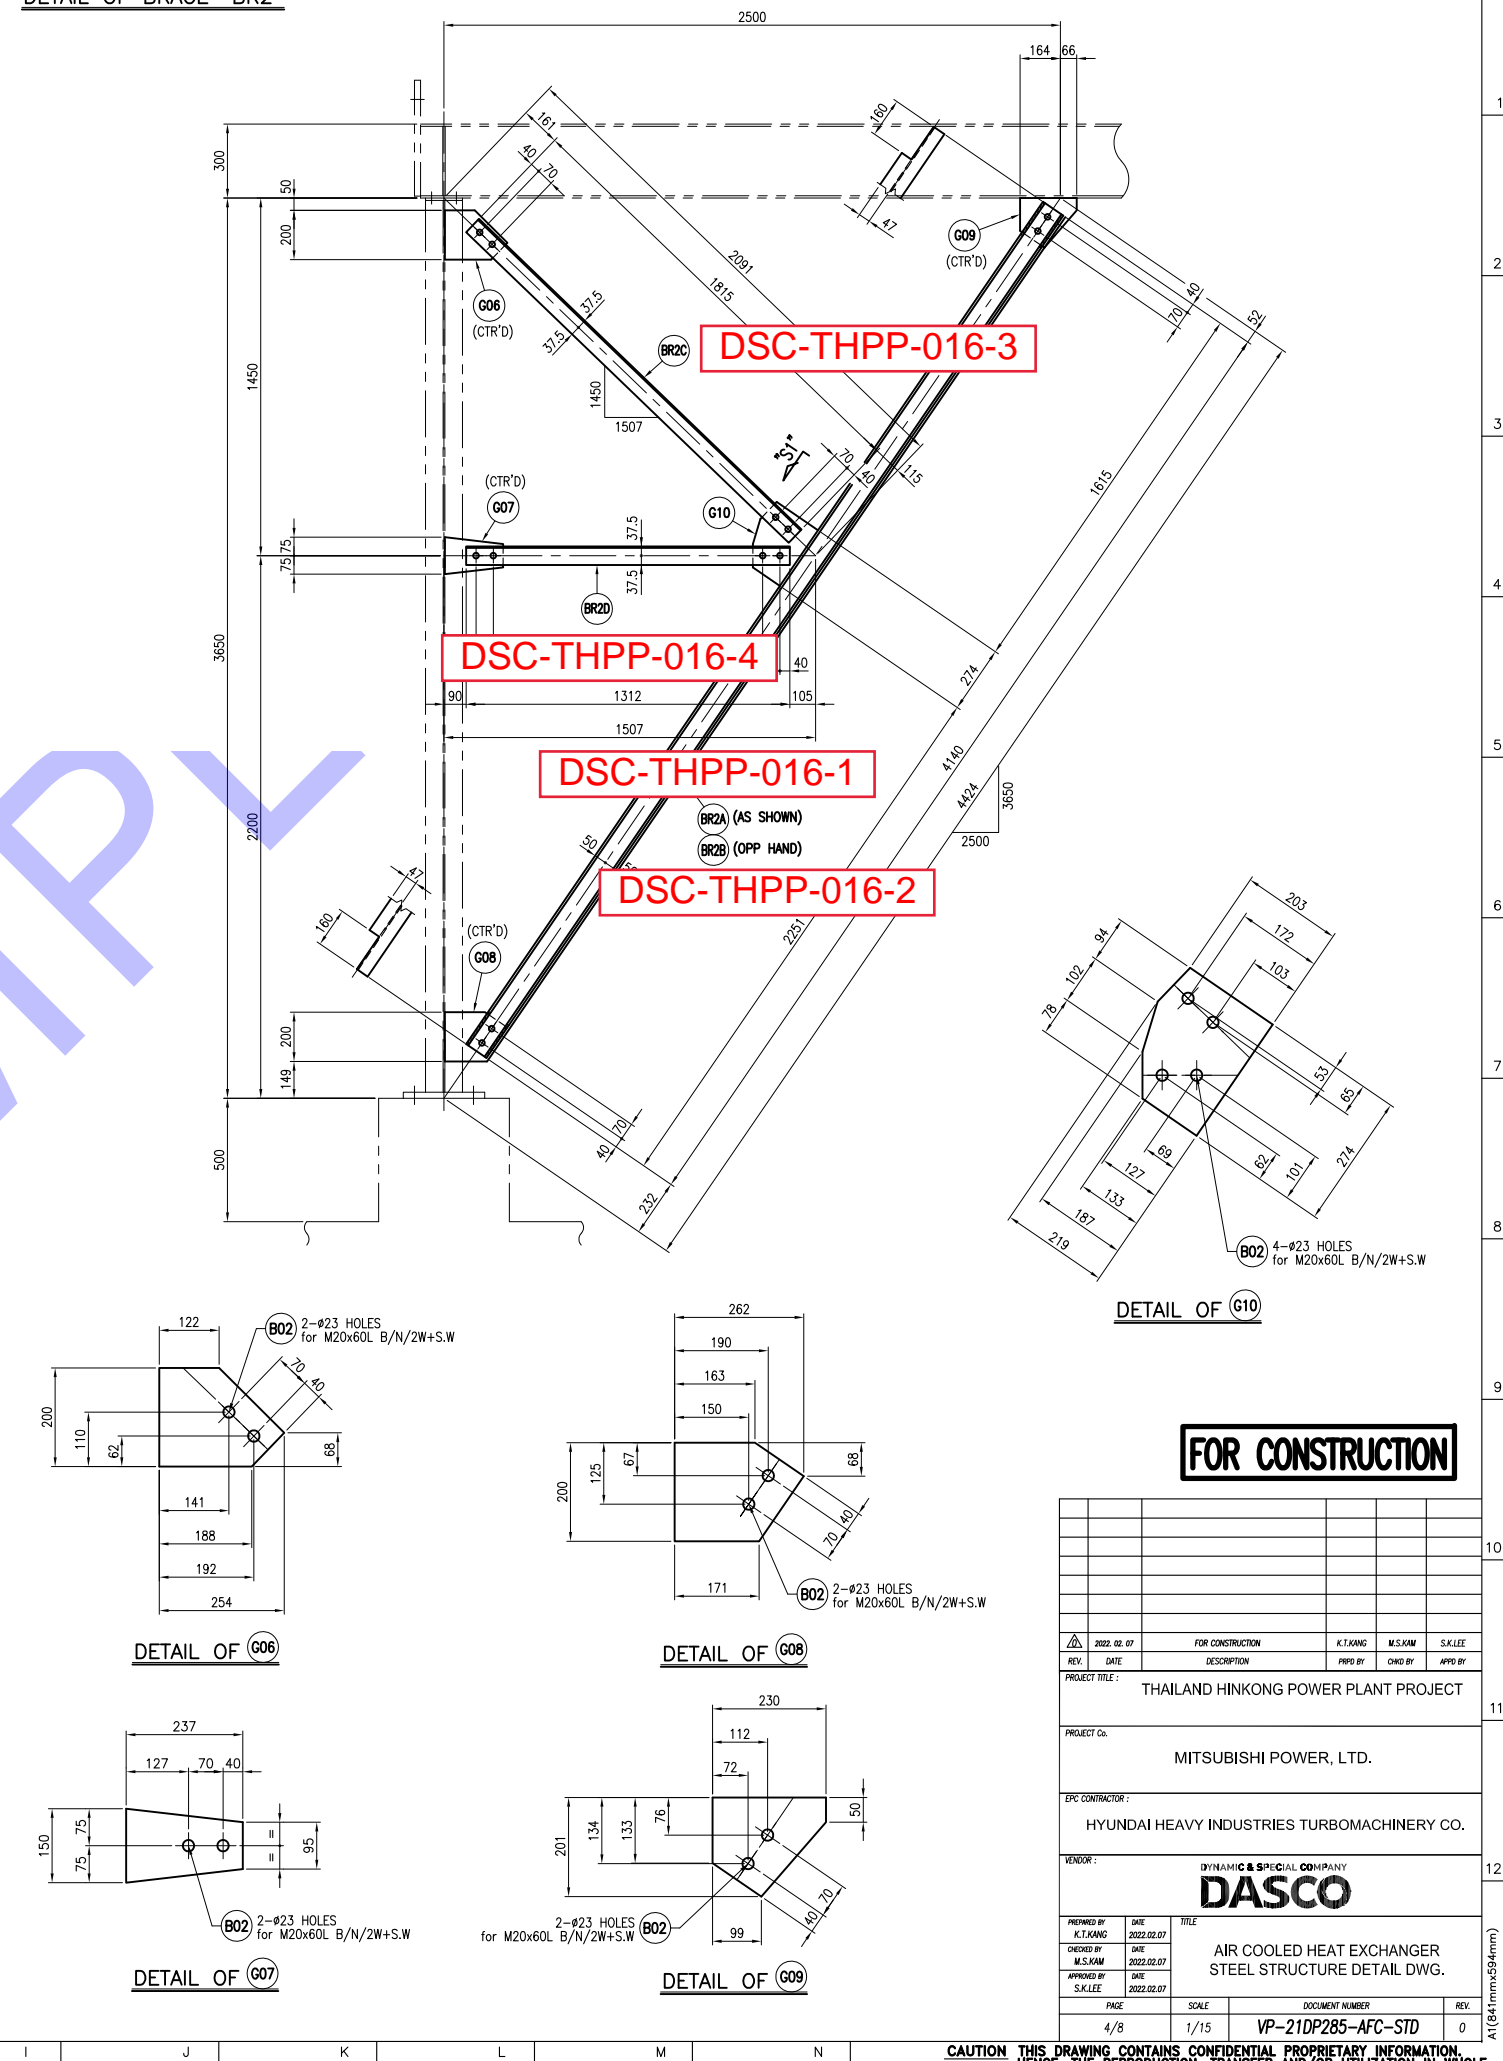 DETAIL OF BRACE "BR2"
2500
164
66
300
50
200
1450
3650
2200
75
75
200
149
500
161
40
70
2091
1815
37.5
37.5
1450
1507
160
47
G09
(CTR'D)
G06
(CTR'D)
BR2C
DSC-THPP-016-3
40
70
52
"S1"
70
40
115
1615
(CTR'D)
G07
G10
37.5
37.5
BR2D
DSC-THPP-016-4
40
90
1312
105
1507
274
4140
4424
3650
2500
DSC-THPP-016-1
BR2A (AS SHOWN)
BR2B (OPP HAND)
50
DSC-THPP-016-2
2251
47
160
(CTR'D)
G08
70
40
232
203
172
103
94
102
78
53
65
274
69
127
133
187
219
62
101
B02 4-ø23 HOLES
for M20x60L B/N/2W+S.W
DETAIL OF G10
122
B02 2-ø23 HOLES
for M20x60L B/N/2W+S.W
70
40
200
110
62
68
141
188
192
254
DETAIL OF G06
262
190
163
150
200
125
67
68
40
70
171
B02 2-ø23 HOLES
for M20x60L B/N/2W+S.W
DETAIL OF G08
237
127
70
40
150
75
75
=
=
95
B02 2-ø23 HOLES
for M20x60L B/N/2W+S.W
DETAIL OF G07
230
112
72
201
134
133
76
50
70
40
99
2-ø23 HOLES B02
for M20x60L B/N/2W+S.W
DETAIL OF G09
FOR CONSTRUCTION
0 2022. 02. 07 FOR CONSTRUCTION K.T.KANG M.S.KAM S.K.LEE
REV. DATE DESCRIPTION PRPD BY CHKD BY APPD BY
PROJECT TITLE :
THAILAND HINKONG POWER PLANT PROJECT
PROJECT Co.
MITSUBISHI POWER, LTD.
EPC CONTRACTOR :
HYUNDAI HEAVY INDUSTRIES TURBOMACHINERY CO.
VENDOR :
DYNAMIC & SPECIAL COMPANY
DASCO
PREPARED BY DATE TITLE
K.T.KANG 2022.02.07
CHECKED BY DATE
M.S.KAM 2022.02.07
APPROVED BY DATE
S.K.LEE 2022.02.07
AIR COOLED HEAT EXCHANGER
STEEL STRUCTURE DETAIL DWG.
PAGE SCALE DOCUMENT NUMBER REV.
4/8 1/15 VP-21DP285-AFC-STD 0
1
2
3
4
5
6
7
8
9
10
11
12
A1(841mmx594mm)
I J K L M N
CAUTION THIS DRAWING CONTAINS CONFIDENTIAL PROPRIETARY INFORMATION.